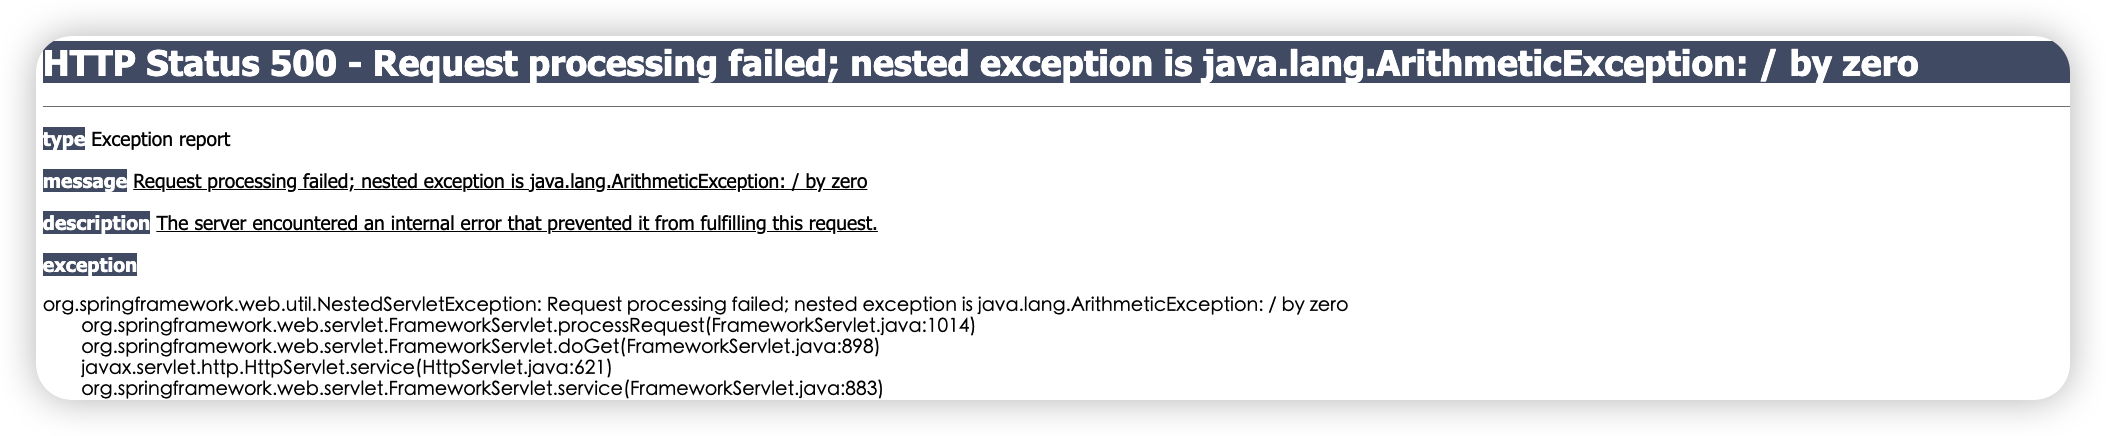 HTTP Status 500 - Request processing failed; nested exception is java.lang.ArithmeticException: / by zero
type Exception report
message Request processing failed; nested exception is java.lang.ArithmeticException: / by zero
description The server encountered an internal error that prevented it from fulfilling this request.
exception
org.springframework.web.util.NestedServletException: Request processing failed; nested exception is java.lang.ArithmeticException: / by zero
org.springframework.web.servlet.FrameworkServlet.processRequest(FrameworkServlet.java:1014)
org.springframework.web.servlet.FrameworkServlet.doGet(FrameworkServlet.java:898)
javax.servlet.http.HttpServlet.service(HttpServlet.java:621)
org.springframework.web.servlet.FrameworkServlet.service(FrameworkServlet.java:883)